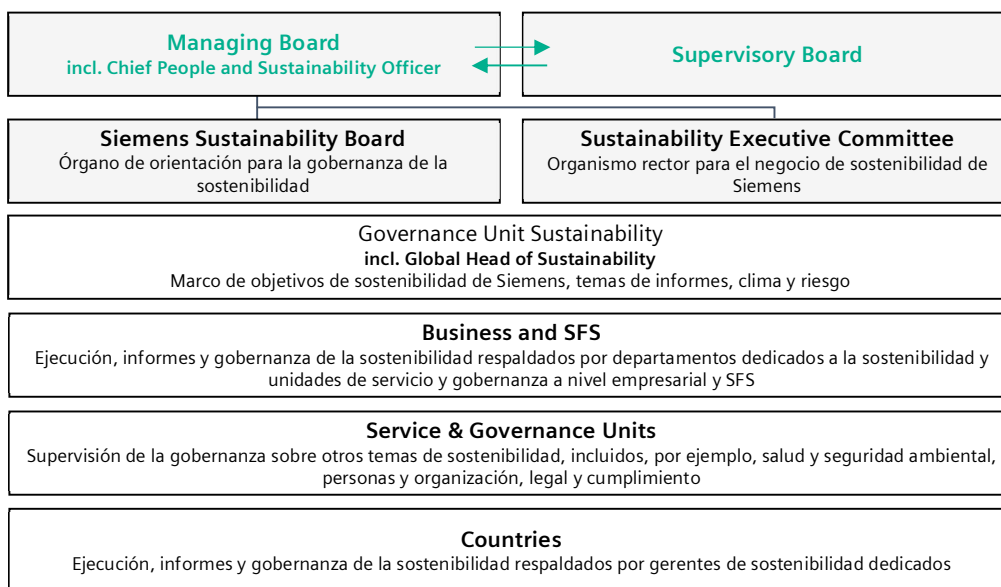 Managing Board
incl. Chief People and Sustainability Officer
Supervisory Board
Siemens Sustainability Board
Órgano de orientación para la gobernanza de la
sostenibilidad
Sustainability Executive Committee
Organismo rector para el negocio de sostenibilidad de
Siemens
Governance Unit Sustainability
incl. Global Head of Sustainability
Marco de objetivos de sostenibilidad de Siemens, temas de informes, clima y riesgo
Business and SFS
Ejecución, informes y gobernanza de la sostenibilidad respaldados por departamentos dedicados a la sostenibilidad y
unidades de servicio y gobernanza a nivel empresarial y SFS
Service & Governance Units
Supervisión de la gobernanza sobre otros temas de sostenibilidad, incluidos, por ejemplo, salud y seguridad ambiental,
personas y organización, legal y cumplimiento
Countries
Ejecución, informes y gobernanza de la sostenibilidad respaldados por gerentes de sostenibilidad dedicados